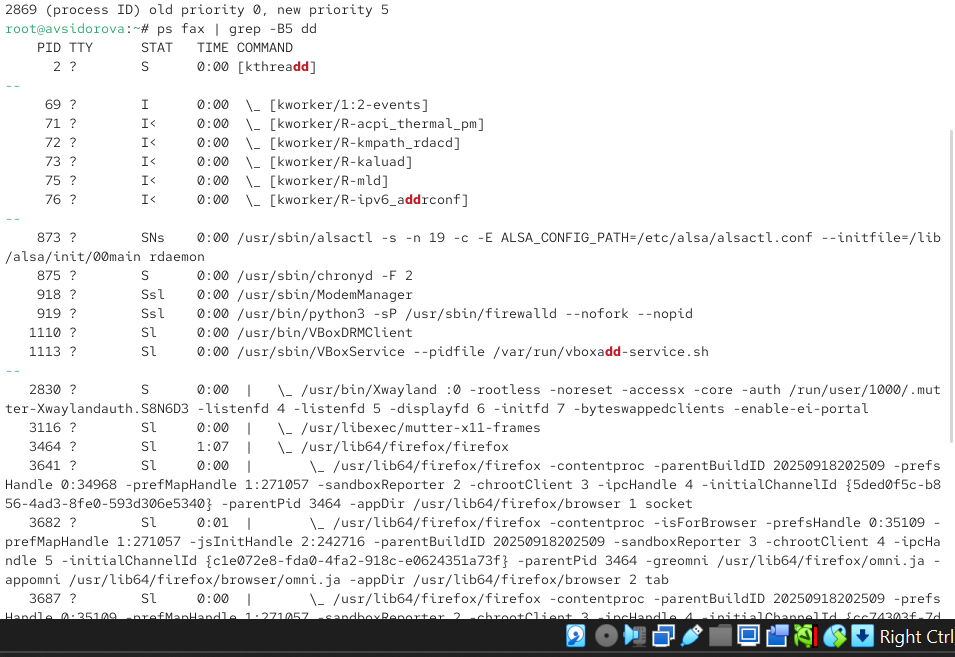 2869 (process ID) old priority 0, new priority 5
root@avsidorova:~# ps fax | grep -B5 dd
    PID TTY      STAT   TIME COMMAND
      2 ?        S      0:00 [kthreadd]
--
     69 ?        I      0:00  \_ [kworker/1:2-events]
     71 ?        I<     0:00  \_ [kworker/R-acpi_thermal_pm]
     72 ?        I<     0:00  \_ [kworker/R-kmpath_rdacd]
     73 ?        I<     0:00  \_ [kworker/R-kaluad]
     75 ?        I<     0:00  \_ [kworker/R-mld]
     76 ?        I<     0:00  \_ [kworker/R-ipv6_addrconf]
--
    873 ?        SNs    0:00 /usr/sbin/alsactl -s -n 19 -c -E ALSA_CONFIG_PATH=/etc/alsa/alsactl.conf --initfile=/lib
/alsa/init/00main rdaemon
    875 ?        S      0:00 /usr/sbin/chronyd -F 2
    918 ?        Ssl    0:00 /usr/sbin/ModemManager
    919 ?        Ssl    0:00 /usr/bin/python3 -sP /usr/sbin/firewalld --nofork --nopid
   1110 ?        Sl     0:00 /usr/bin/VBoxDRMClient
   1113 ?        Sl     0:00 /usr/sbin/VBoxService --pidfile /var/run/vboxadd-service.sh
--
   2830 ?        S      0:00  |   \_ /usr/bin/Xwayland :0 -rootless -noreset -accessx -core -auth /run/user/1000/.mut
ter-Xwaylandauth.S8N6D3 -listenfd 4 -listenfd 5 -displayfd 6 -initfd 7 -byteswappedclients -enable-ei-portal
   3116 ?        Sl     0:00  |   \_ /usr/libexec/mutter-x11-frames
   3464 ?        Sl     1:07  |   \_ /usr/lib64/firefox/firefox
   3641 ?        Sl     0:00  |       \_ /usr/lib64/firefox/firefox -contentproc -parentBuildID 20250918202509 -prefs
Handle 0:34968 -prefMapHandle 1:271057 -sandboxReporter 2 -chrootClient 3 -ipcHandle 4 -initialChannelId {5ded0f5c-b8
56-4ad3-8fe0-593d306e5340} -parentPid 3464 -appDir /usr/lib64/firefox/browser 1 socket
   3682 ?        Sl     0:01  |       \_ /usr/lib64/firefox/firefox -contentproc -isForBrowser -prefsHandle 0:35109 -
prefMapHandle 1:271057 -jsInitHandle 2:242716 -parentBuildID 20250918202509 -sandboxReporter 3 -chrootClient 4 -ipcHa
ndle 5 -initialChannelId {c1e072e8-fda0-4fa2-918c-e0624351a73f} -parentPid 3464 -greomni /usr/lib64/firefox/omni.ja -
appomni /usr/lib64/firefox/browser/omni.ja -appDir /usr/lib64/firefox/browser 2 tab
   3687 ?        Sl     0:00  |       \_ /usr/lib64/firefox/firefox -contentproc -parentBuildID 20250918202509 -prefs
Handle 0:35109 -prefMapHandle 1:271057 -sandboxReporter 2 -chrootClient 3 -ipcHandle 4 -initialChannelId {cc74303f-7d
Right Ctrl